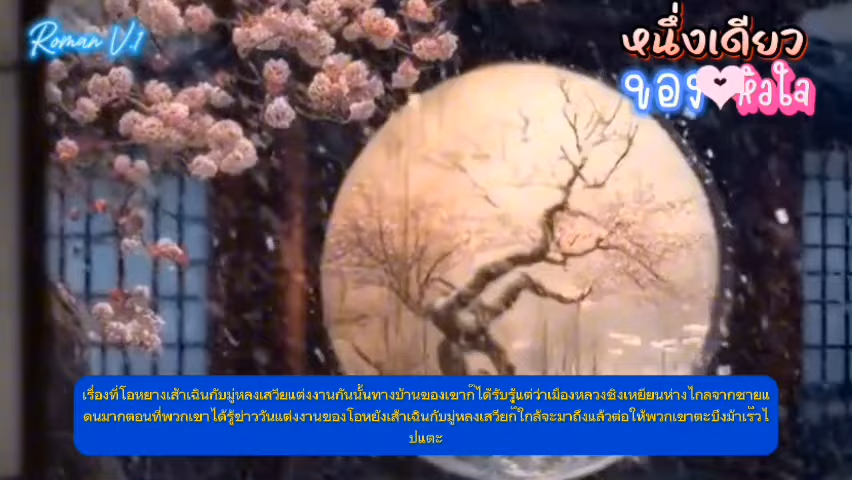 Roman V.1
หนึ่งเดียว
ของหัวใจ
เรื่องที่โอหยางเส้าเฉินกับมู่หลงเสวียแต่งงานกันนั้นทางบ้านของเขาก็ได้รับรู้แต่ว่าเมืองหลวงชิงเหยียนห่างไกลจากชายแ
ดนมากตอนที่พวกเขาได้รู้ข่าววันแต่งงานของโอหยังเส้าเฉินกับมู่หลงเสวียก็ใกล้จะมาถึงแล้วต่อให้พวกเขาตะบึงม้าเร็วไ
ปแตะ